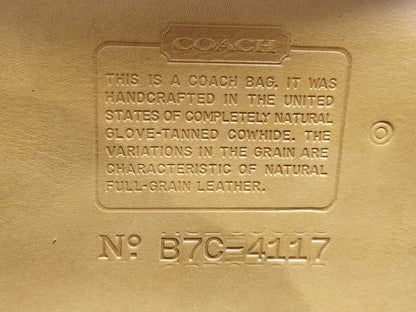 COACH
THIS IS A COACH BAG. IT WAS
HANDCRAFTED IN THE UNITED
STATES OF COMPLETELY NATURAL
GLOVE-TANNED COWHIDE. THE
VARIATIONS IN THE GRAIN ARE
CHARACTERISTIC OF NATURAL
FULL-GRAIN LEATHER.
Nº B7C-4117